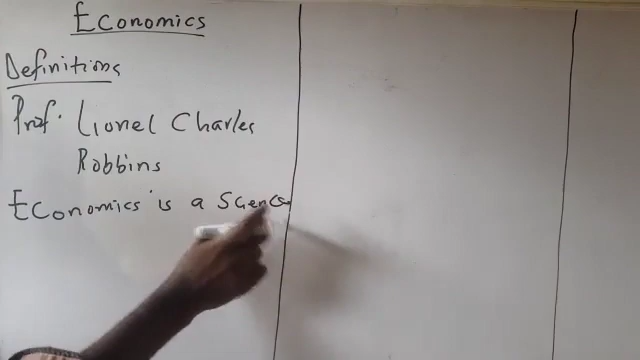 Economics
Definitions
Prof. Lionel Charles
Robbins
Economics is a Science